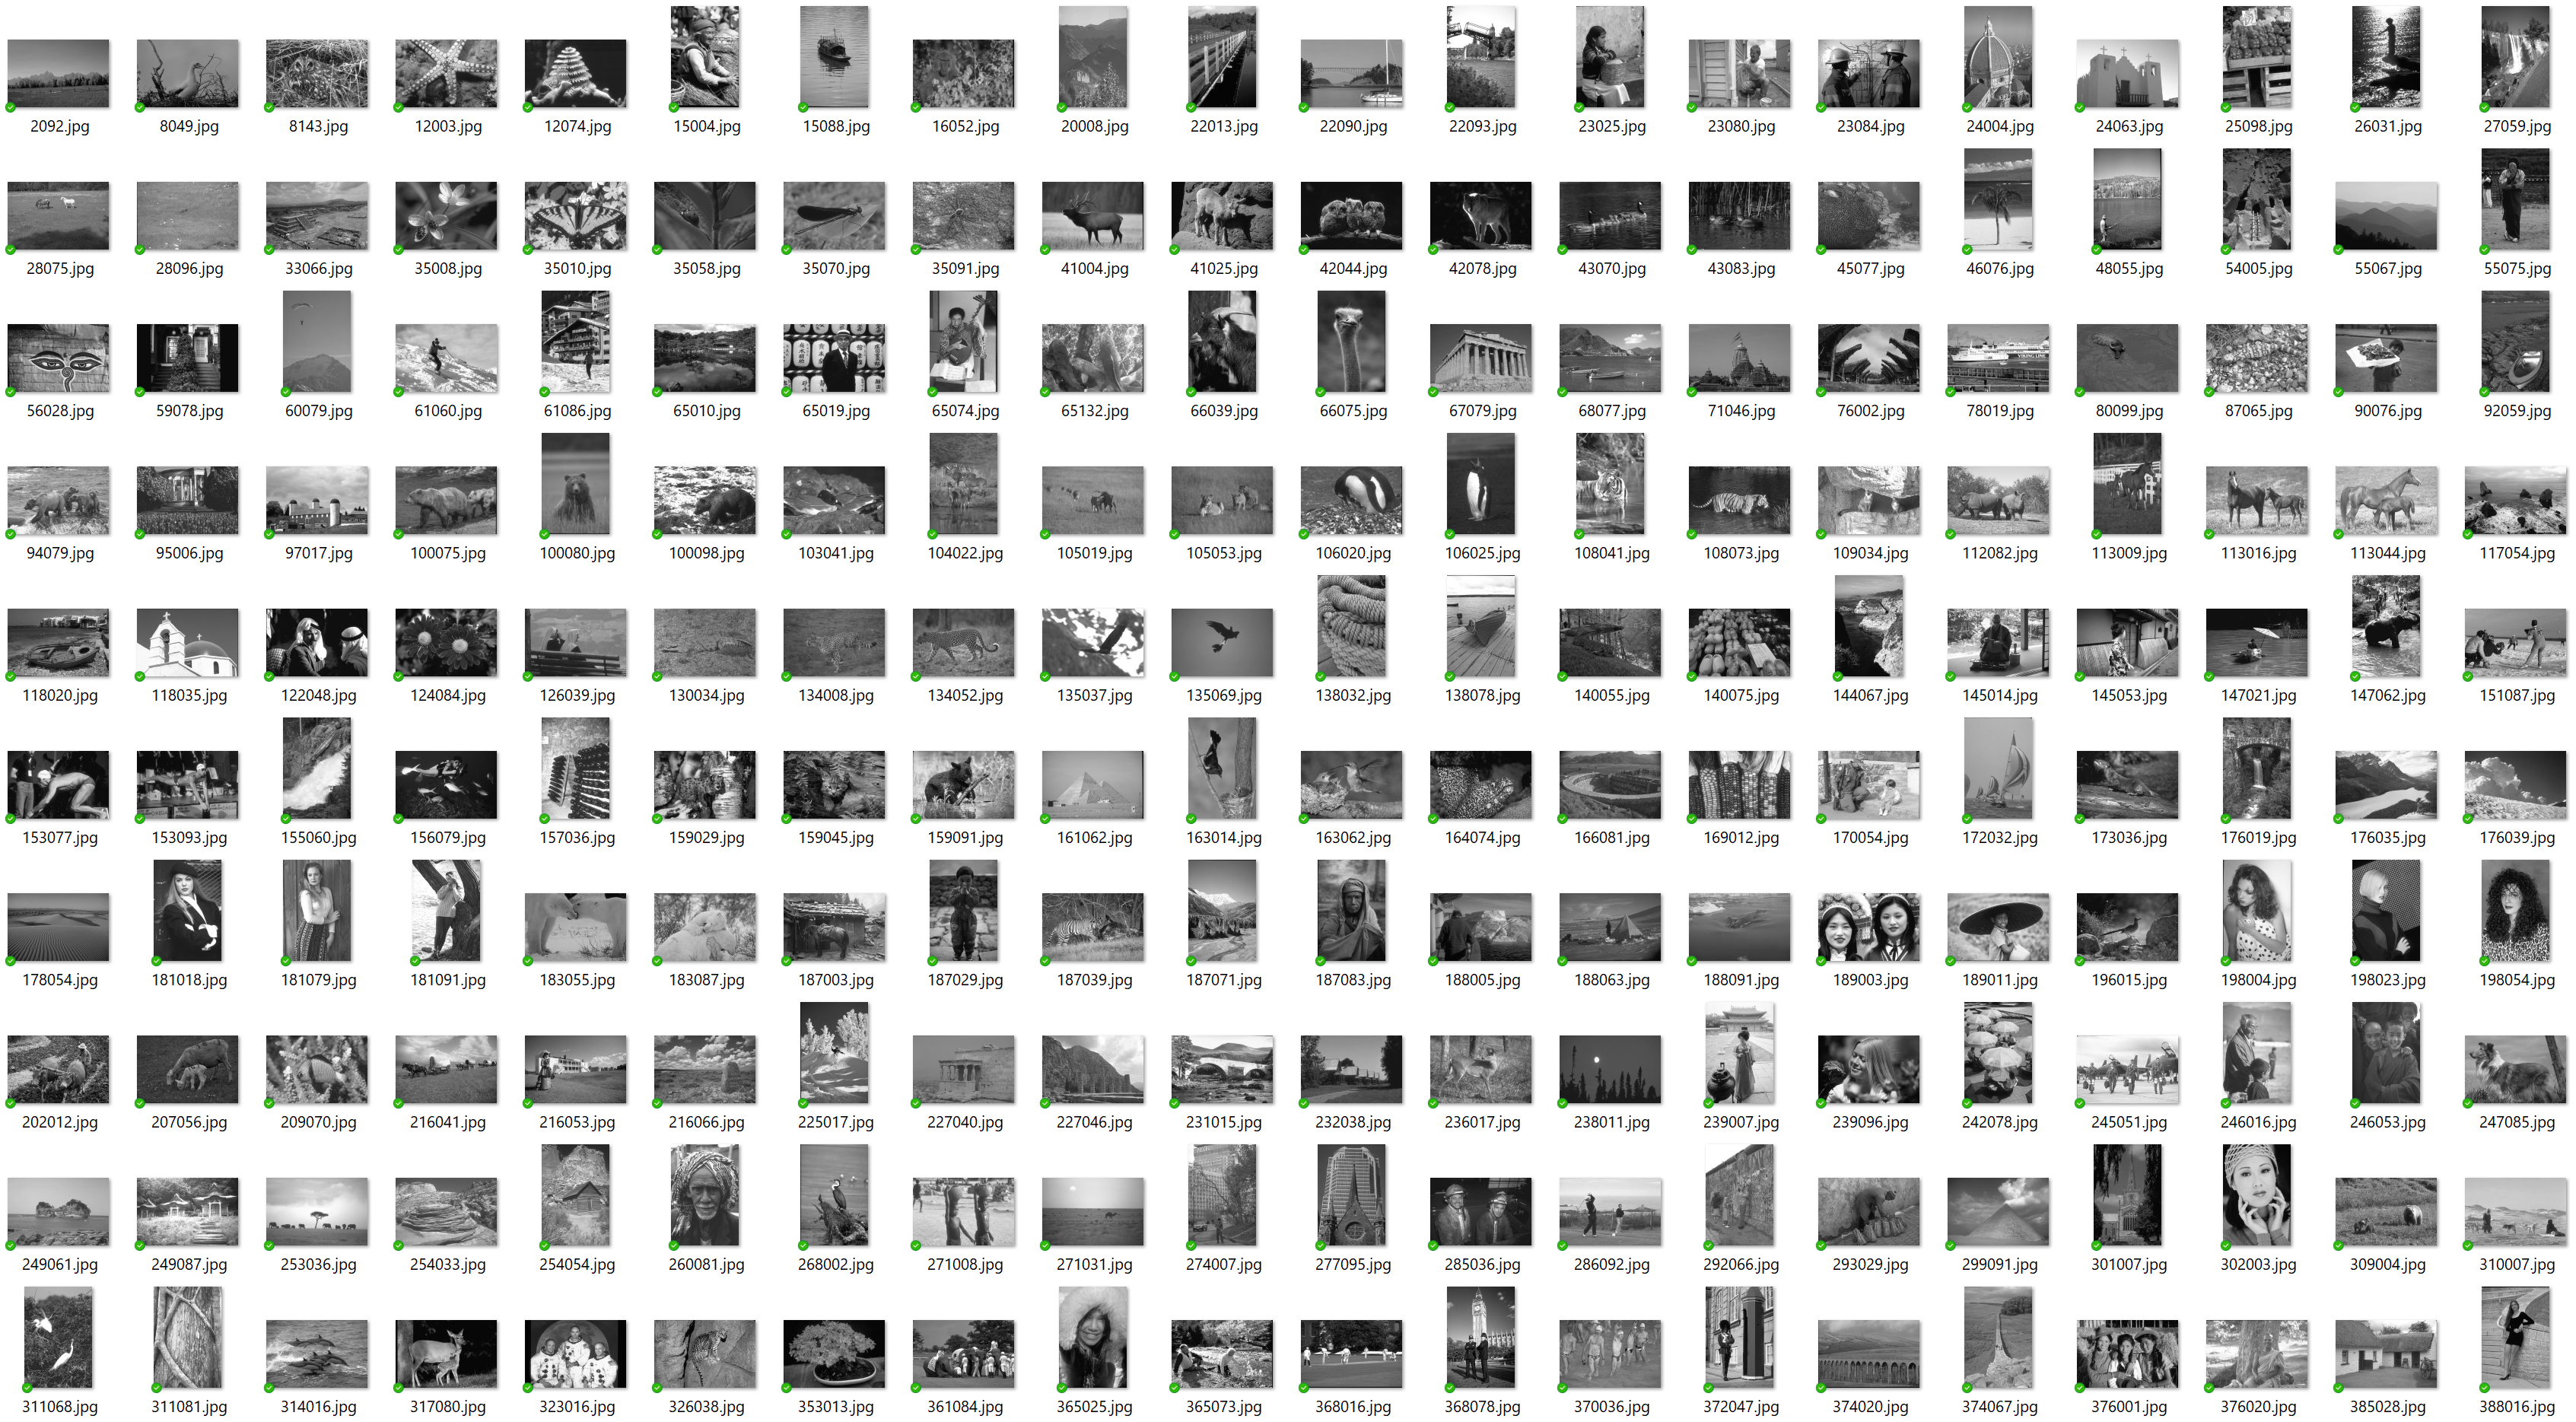 2092.jpg 8049.jpg 8143.jpg 12003.jpg 12074.jpg 15004.jpg 15088.jpg 16052.jpg 20008.jpg 22013.jpg 22090.jpg 22093.jpg 23025.jpg 23080.jpg 23084.jpg 24004.jpg 24063.jpg 25098.jpg 26031.jpg 27059.jpg
28075.jpg 28096.jpg 33066.jpg 35008.jpg 35010.jpg 35058.jpg 35070.jpg 35091.jpg 41004.jpg 41025.jpg 42044.jpg 42078.jpg 43070.jpg 43083.jpg 45077.jpg 46076.jpg 48055.jpg 54005.jpg 55067.jpg 55075.jpg
VIKING LINE
56028.jpg 59078.jpg 60079.jpg 61060.jpg 61086.jpg 65010.jpg 65019.jpg 65074.jpg 65132.jpg 66039.jpg 66075.jpg 67079.jpg 68077.jpg 71046.jpg 76002.jpg 78019.jpg 80099.jpg 87065.jpg 90076.jpg 92059.jpg
94079.jpg 95006.jpg 97017.jpg 100075.jpg 100080.jpg 100098.jpg 103041.jpg 104022.jpg 105019.jpg 105053.jpg 106020.jpg 106025.jpg 108041.jpg 108073.jpg 109034.jpg 112082.jpg 113009.jpg 113016.jpg 113044.jpg 117054.jpg
118020.jpg 118035.jpg 122048.jpg 124084.jpg 126039.jpg 130034.jpg 134008.jpg 134052.jpg 135037.jpg 135069.jpg 138032.jpg 138078.jpg 140055.jpg 140075.jpg 144067.jpg 145014.jpg 145053.jpg 147021.jpg 147062.jpg 151087.jpg
153077.jpg 153093.jpg 155060.jpg 156079.jpg 157036.jpg 159029.jpg 159045.jpg 159091.jpg 161062.jpg 163014.jpg 163062.jpg 164074.jpg 166081.jpg 169012.jpg 170054.jpg 172032.jpg 173036.jpg 176019.jpg 176035.jpg 176039.jpg
178054.jpg 181018.jpg 181079.jpg 181091.jpg 183055.jpg 183087.jpg 187003.jpg 187029.jpg 187039.jpg 187071.jpg 187083.jpg 188005.jpg 188063.jpg 188091.jpg 189003.jpg 189011.jpg 196015.jpg 198004.jpg 198023.jpg 198054.jpg
202012.jpg 207056.jpg 209070.jpg 216041.jpg 216053.jpg 216066.jpg 225017.jpg 227040.jpg 227046.jpg 231015.jpg 232038.jpg 236017.jpg 238011.jpg 239007.jpg 239096.jpg 242078.jpg 245051.jpg 246016.jpg 246053.jpg 247085.jpg
249061.jpg 249087.jpg 253036.jpg 254033.jpg 254054.jpg 260081.jpg 268002.jpg 271008.jpg 271031.jpg 274007.jpg 277095.jpg 285036.jpg 286092.jpg 292066.jpg 293029.jpg 299091.jpg 301007.jpg 302003.jpg 309004.jpg 310007.jpg
311068.jpg 311081.jpg 314016.jpg 317080.jpg 323016.jpg 326038.jpg 353013.jpg 361084.jpg 365025.jpg 365073.jpg 368016.jpg 368078.jpg 370036.jpg 372047.jpg 374020.jpg 374067.jpg 376001.jpg 376020.jpg 385028.jpg 388016.jpg